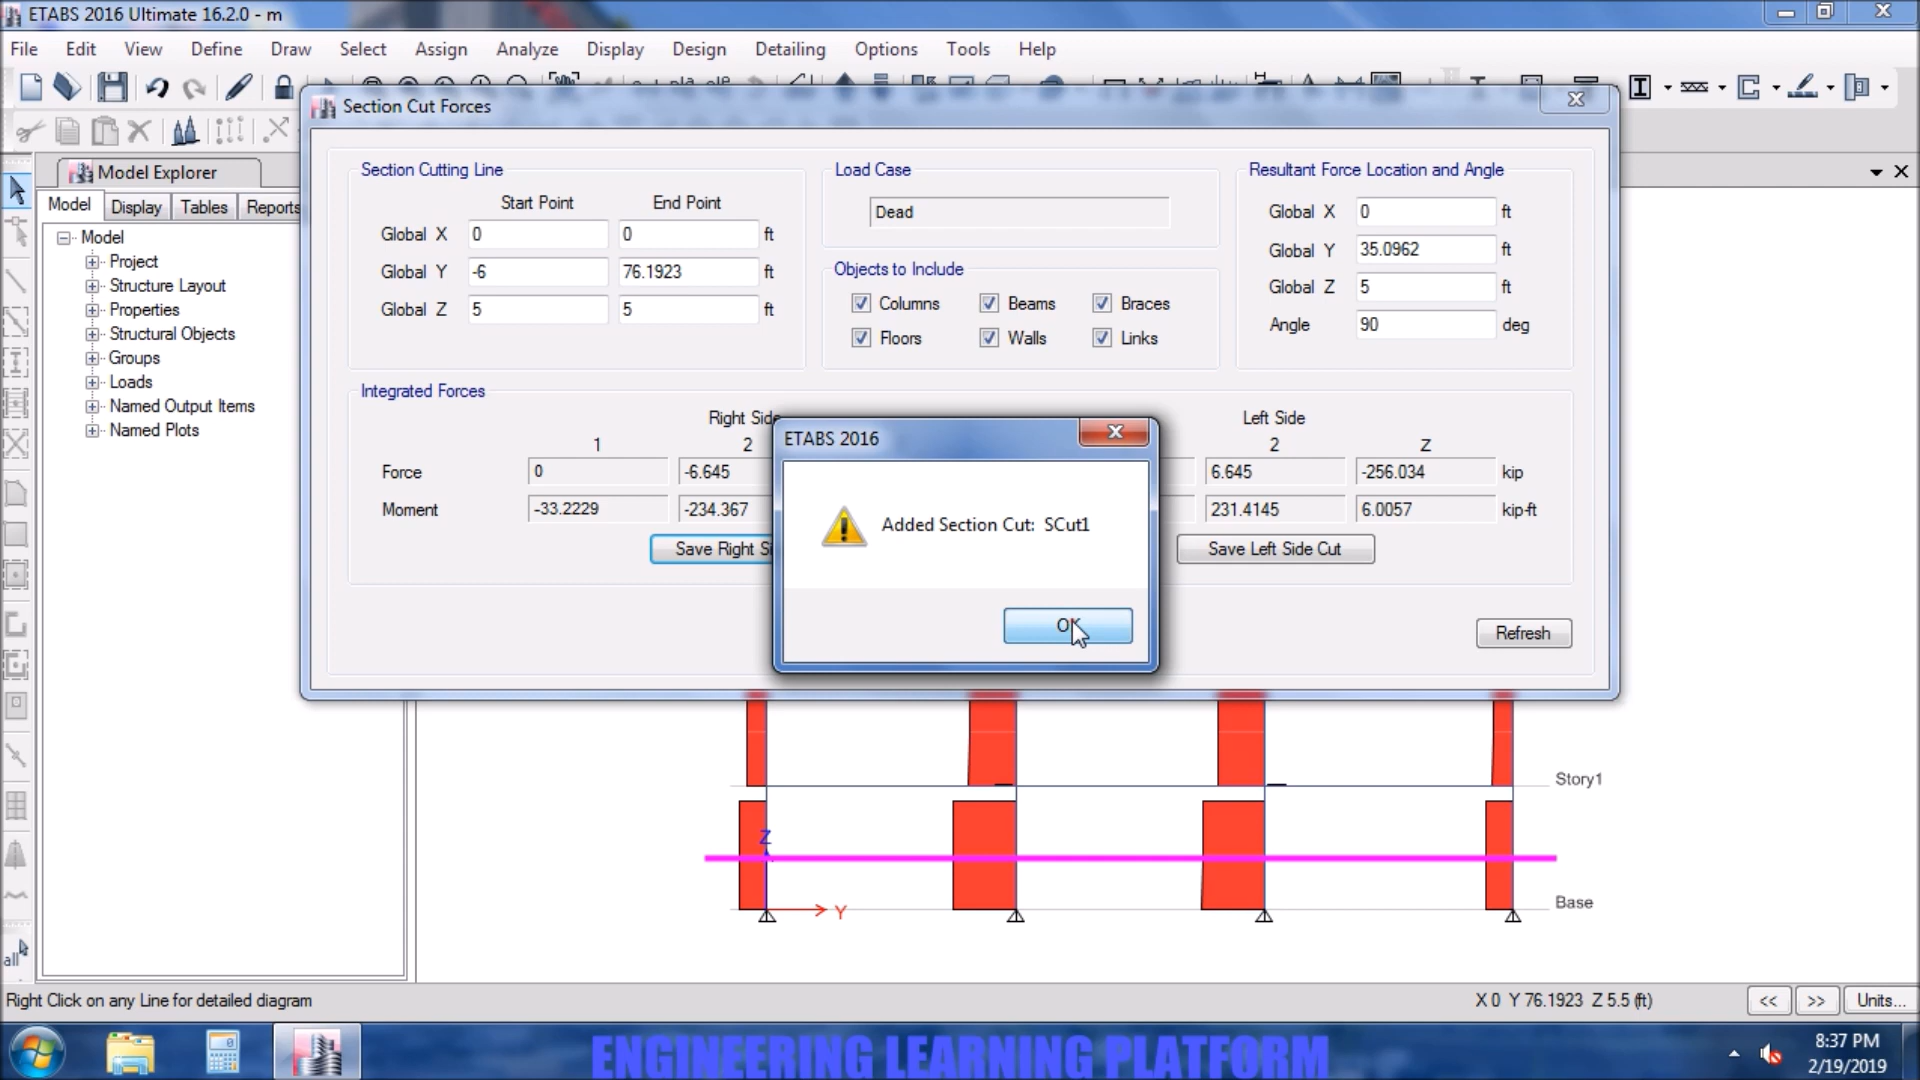 ETABS 2016 Ultimate 16.2.0 - m
File Edit View Define Draw Select Assign Analyze Display Design Detailing Options Tools Help
Section Cut Forces
Model Explorer
Model Display Tables Reports
Model
Project
Structure Layout
Properties
Structural Objects
Groups
Loads
Named Output Items
Named Plots
Section Cutting Line
Start Point End Point
Global X 0 0 ft
Global Y -6 76.1923 ft
Global Z 5 5 ft
Load Case
Dead
Objects to Include
Columns Beams Braces
Floors Walls Links
Resultant Force Location and Angle
Global X 0 ft
Global Y 35.0962 ft
Global Z 5 ft
Angle 90 deg
Integrated Forces
Right Side Left Side
1 2 2 Z
Force 0 -6.645 6.645 -256.034 kip
Moment -33.2229 -234.367 231.4145 6.0057 kip-ft
Save Right Save Left Side Cut
Refresh
ETABS 2016
Added Section Cut: SCut1
OK
Story1
Z
Y
Base
all
Right Click on any Line for detailed diagram
X 0 Y 76.1923 Z 5.5 (ft)
<< >> Units...
ENGINEERING LEARNING PLATFORM
8:37 PM
2/19/2019